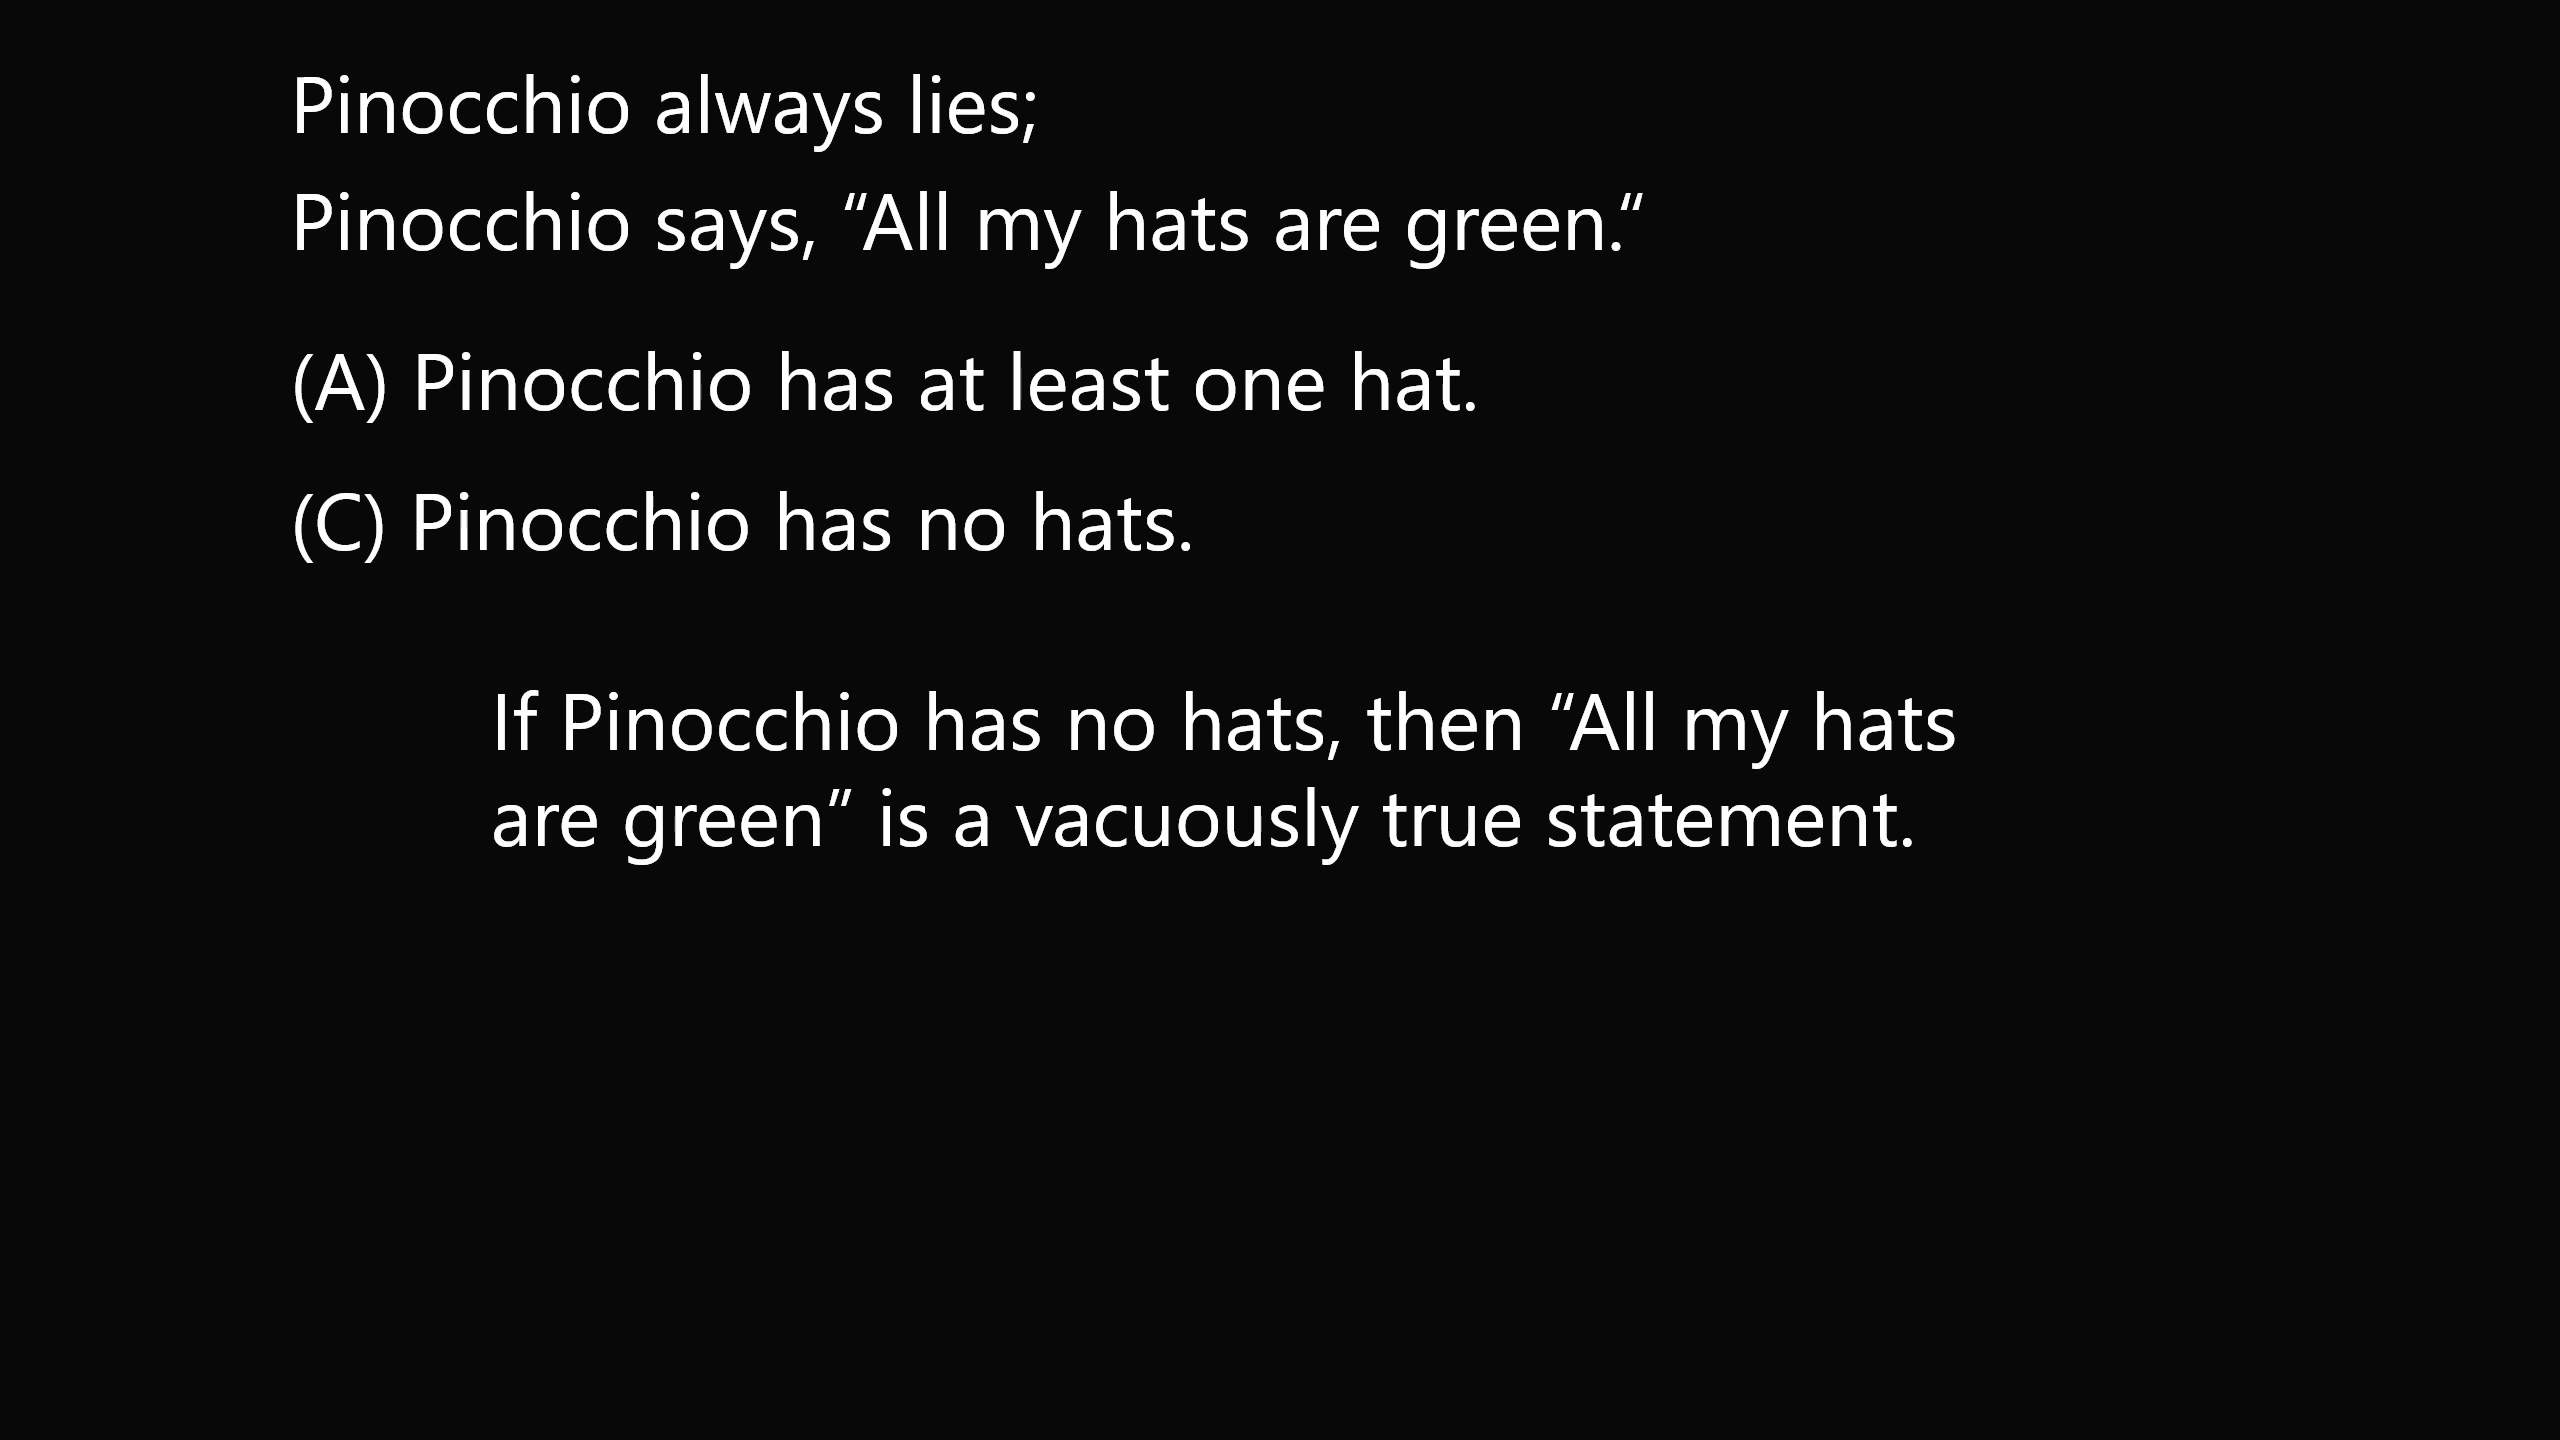 Pinocchio always lies;
Pinocchio says, “All my hats are green.“
(A) Pinocchio has at least one hat.
(C) Pinocchio has no hats.
If Pinocchio has no hats, then “All my hats
are green” is a vacuously true statement.